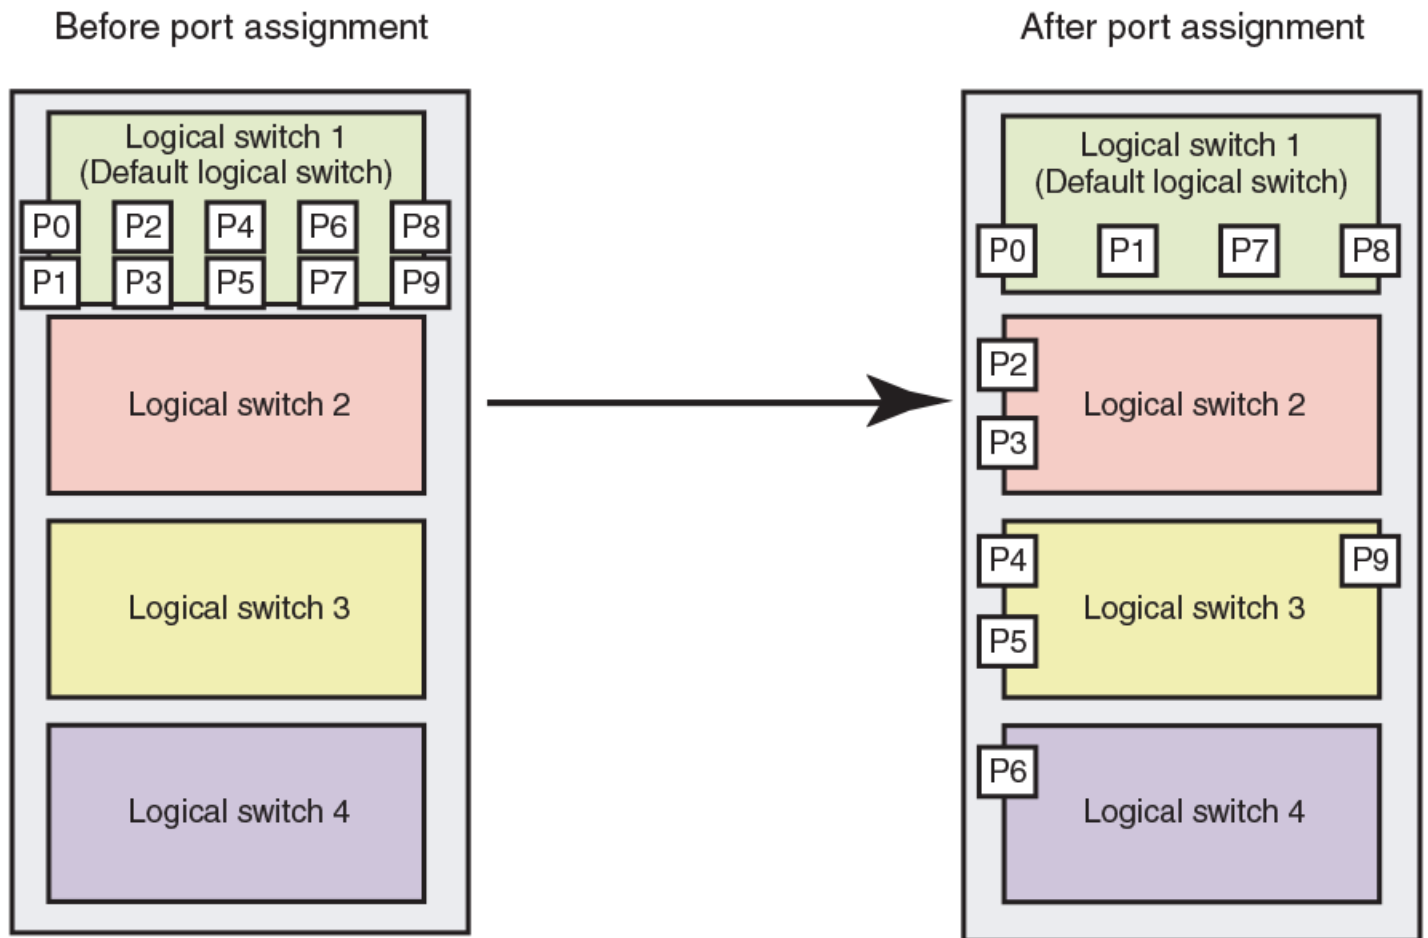 Before port assignment
Logical switch 1
(Default logical switch)
P0 P2 P4 P6 P8
P1 P3 P5 P7 P9
Logical switch 2
Logical switch 3
Logical switch 4
After port assignment
Logical switch 1
(Default logical switch)
P0 P1 P7 P8
P2
Logical switch 2
P3
P4 P9
Logical switch 3
P5
P6
Logical switch 4